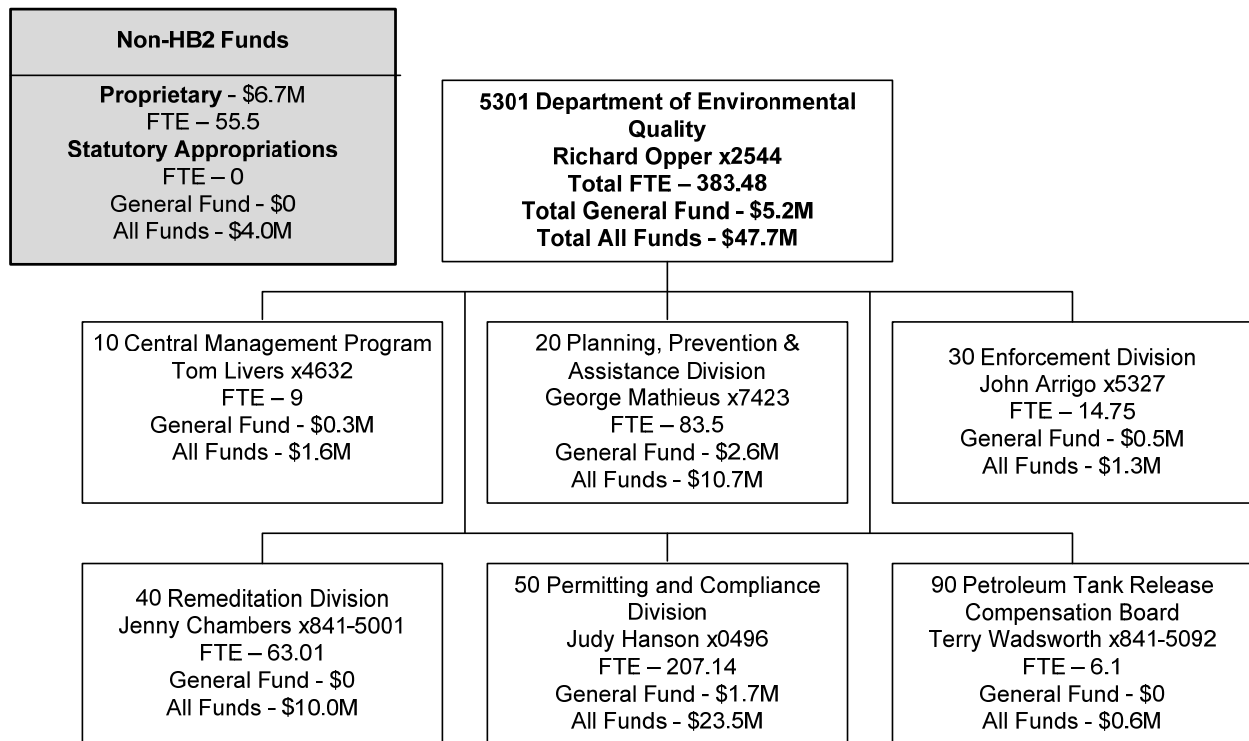 Non-HB2 Funds
Proprietary - $6.7M
FTE – 55.5
Statutory Appropriations
FTE – 0
General Fund - $0
All Funds - $4.0M
5301 Department of Environmental
Quality
Richard Opper x2544
Total FTE – 383.48
Total General Fund - $5.2M
Total All Funds - $47.7M
10 Central Management Program
Tom Livers x4632
FTE – 9
General Fund - $0.3M
All Funds - $1.6M
20 Planning, Prevention &
Assistance Division
George Mathieus x7423
FTE – 83.5
General Fund - $2.6M
All Funds - $10.7M
30 Enforcement Division
John Arrigo x5327
FTE – 14.75
General Fund - $0.5M
All Funds - $1.3M
40 Remeditation Division
Jenny Chambers x841-5001
FTE – 63.01
General Fund - $0
All Funds - $10.0M
50 Permitting and Compliance
Division
Judy Hanson x0496
FTE – 207.14
General Fund - $1.7M
All Funds - $23.5M
90 Petroleum Tank Release
Compensation Board
Terry Wadsworth x841-5092
FTE – 6.1
General Fund - $0
All Funds - $0.6M